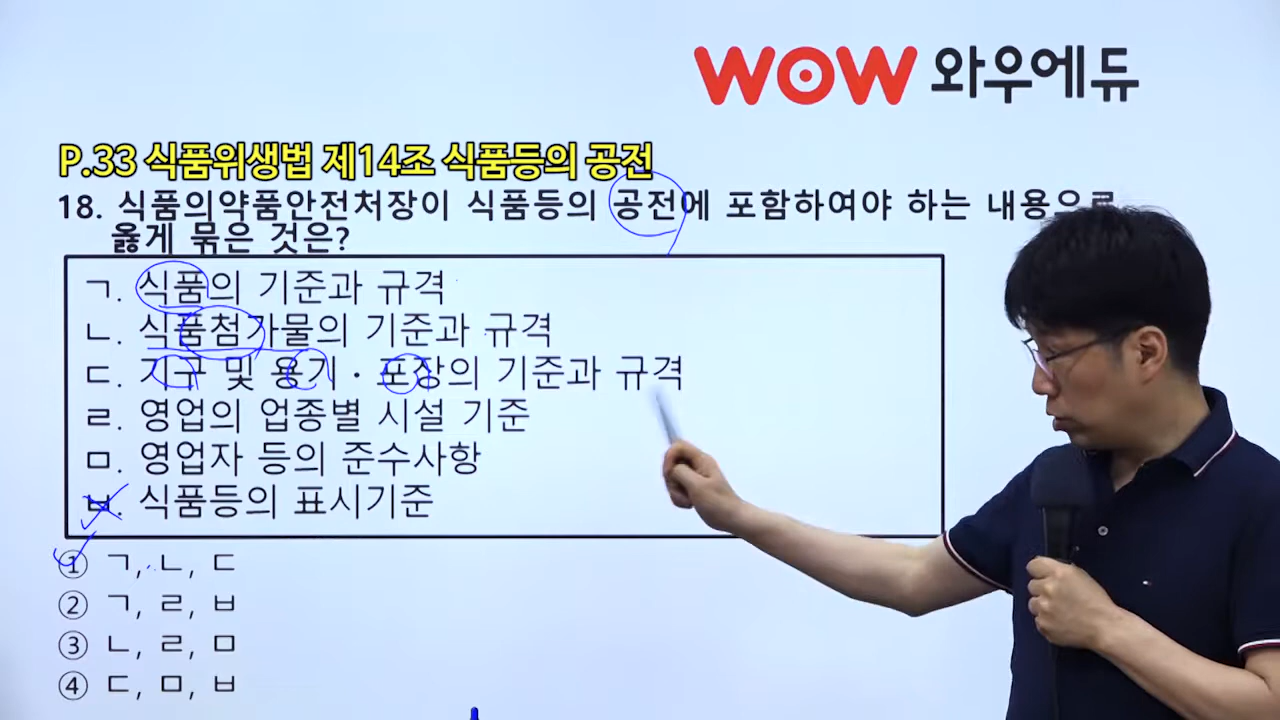 WOW 와우에듀
P.33 식품위생법 제14조 식품등의 공전
18. 식품의약품안전처장이 식품등의 공전에 포함하여야 하는 내용으로
옳게 묶은 것은?
ㄱ. 식품의 기준과 규격
ㄴ. 식품첨가물의 기준과 규격
ㄷ. 기구 및 용기·포장의 기준과 규격
ㄹ. 영업의 업종별 시설 기준
ㅁ. 영업자 등의 준수사항
ㅂ. 식품등의 표시기준
① ㄱ, ㄴ, ㄷ
② ㄱ, ㄹ, ㅂ
③ ㄴ, ㄹ, ㅁ
④ ㄷ, ㅁ, ㅂ